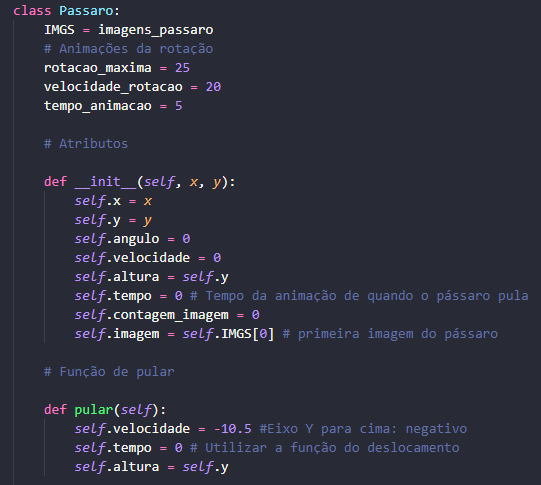 class Passaro:
    IMGS = imagens_passaro
    # Animações da rotação
    rotacao_maxima = 25
    velocidade_rotacao = 20
    tempo_animacao = 5

    # Atributos

    def __init__(self, x, y):
        self.x = x
        self.y = y
        self.angulo = 0
        self.velocidade = 0
        self.altura = self.y
        self.tempo = 0 # Tempo da animação de quando o pássaro pula
        self.contagem_imagem = 0
        self.imagem = self.IMGS[0] # primeira imagem do pássaro

    # Função de pular

    def pular(self):
        self.velocidade = -10.5 #Eixo Y para cima: negativo
        self.tempo = 0 # Utilizar a função do deslocamento
        self.altura = self.y